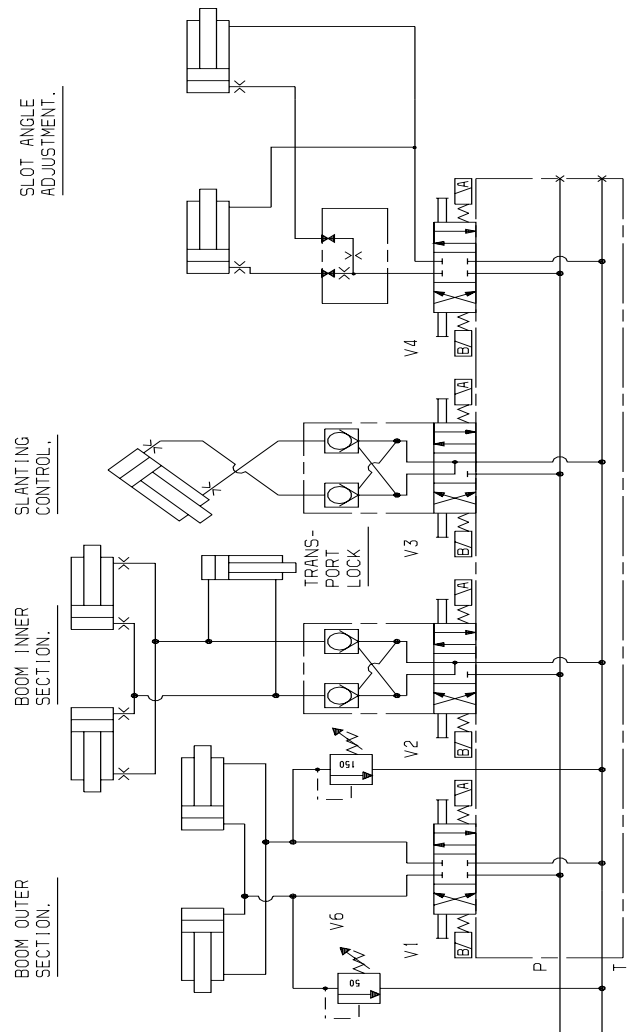 SLOT ANGLE
ADJUSTMENT.
SLANTING
CONTROL.
TRANS-
PORT
LOCK
BOOM INNER
SECTION.
BOOM OUTER
SECTION.
V4
B
A
V3
B
A
V2
B
A
150
V1
B
A
V6
50
P
T